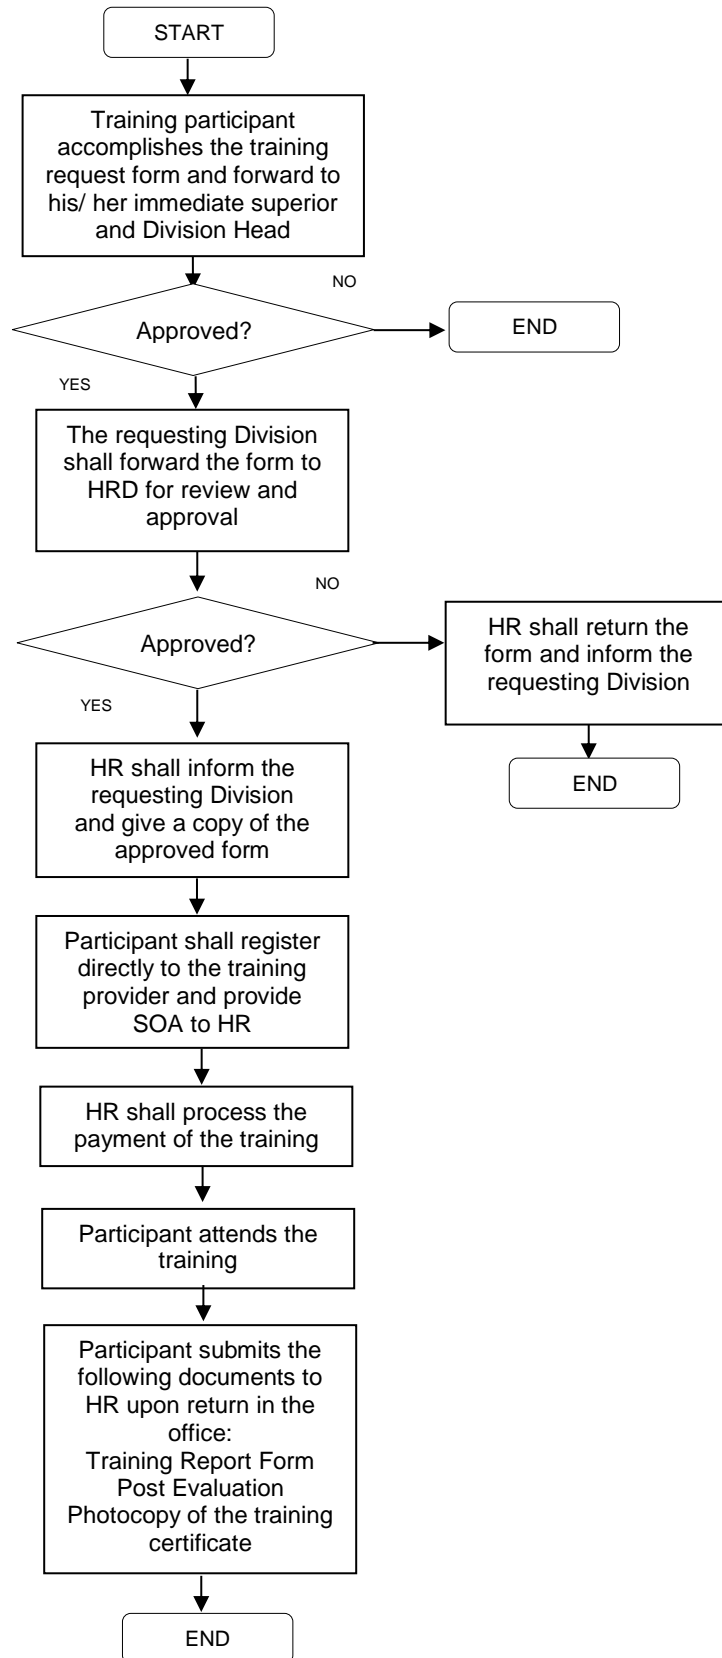 START
Training participant
accomplishes the training
request form and forward to
his/ her immediate superior
and Division Head
NO
Approved?
END
YES
The requesting Division
shall forward the form to
HRD for review and
approval
NO
Approved?
HR shall return the
form and inform the
requesting Division
YES
END
HR shall inform the
requesting Division
and give a copy of the
approved form
Participant shall register
directly to the training
provider and provide
SOA to HR
HR shall process the
payment of the training
Participant attends the
training
Participant submits the
following documents to
HR upon return in the
office:
Training Report Form
Post Evaluation
Photocopy of the training
certificate
END